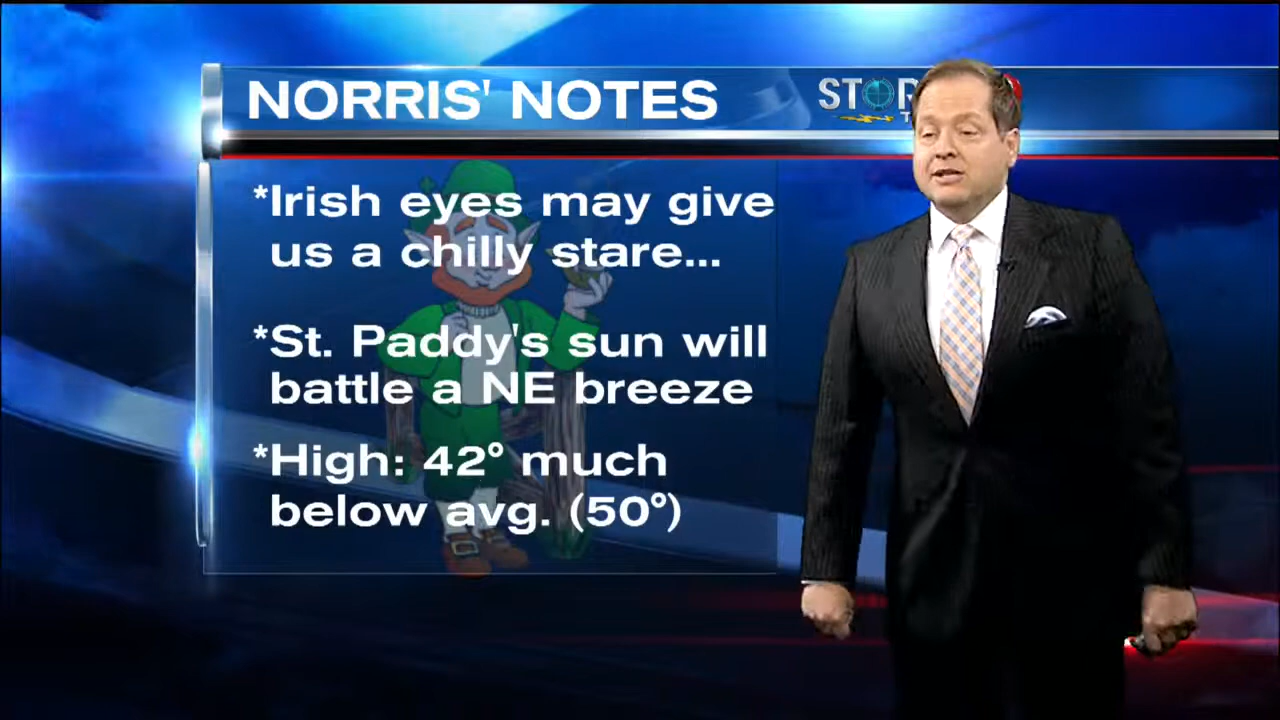 NORRIS' NOTES
*Irish eyes may give
us a chilly stare...
*St. Paddy's sun will
battle a NE breeze
*High: 42° much
below avg. (50°)